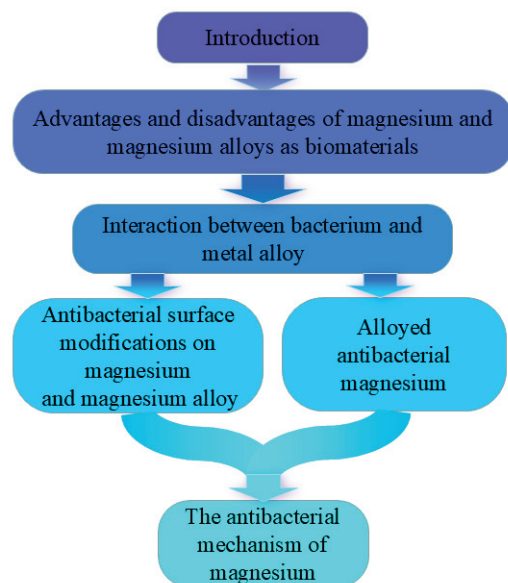 Introduction
Advantages and disadvantages of magnesium and
magnesium alloys as biomaterials
Interaction between bacterium and
metal alloy
Antibacterial surface
modifications on
magnesium
and magnesium alloy
Alloyed
antibacterial
magnesium
The antibacterial
mechanism of
magnesium